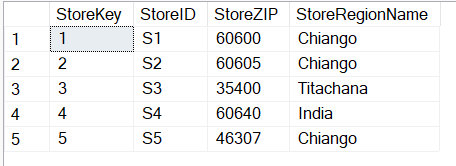 StoreKey StoreID StoreZIP StoreRegionName
1 1 S1 60600 Chiango
2 2 S2 60605 Chiango
3 3 S3 35400 Titachana
4 4 S4 60640 India
5 5 S5 46307 Chiango